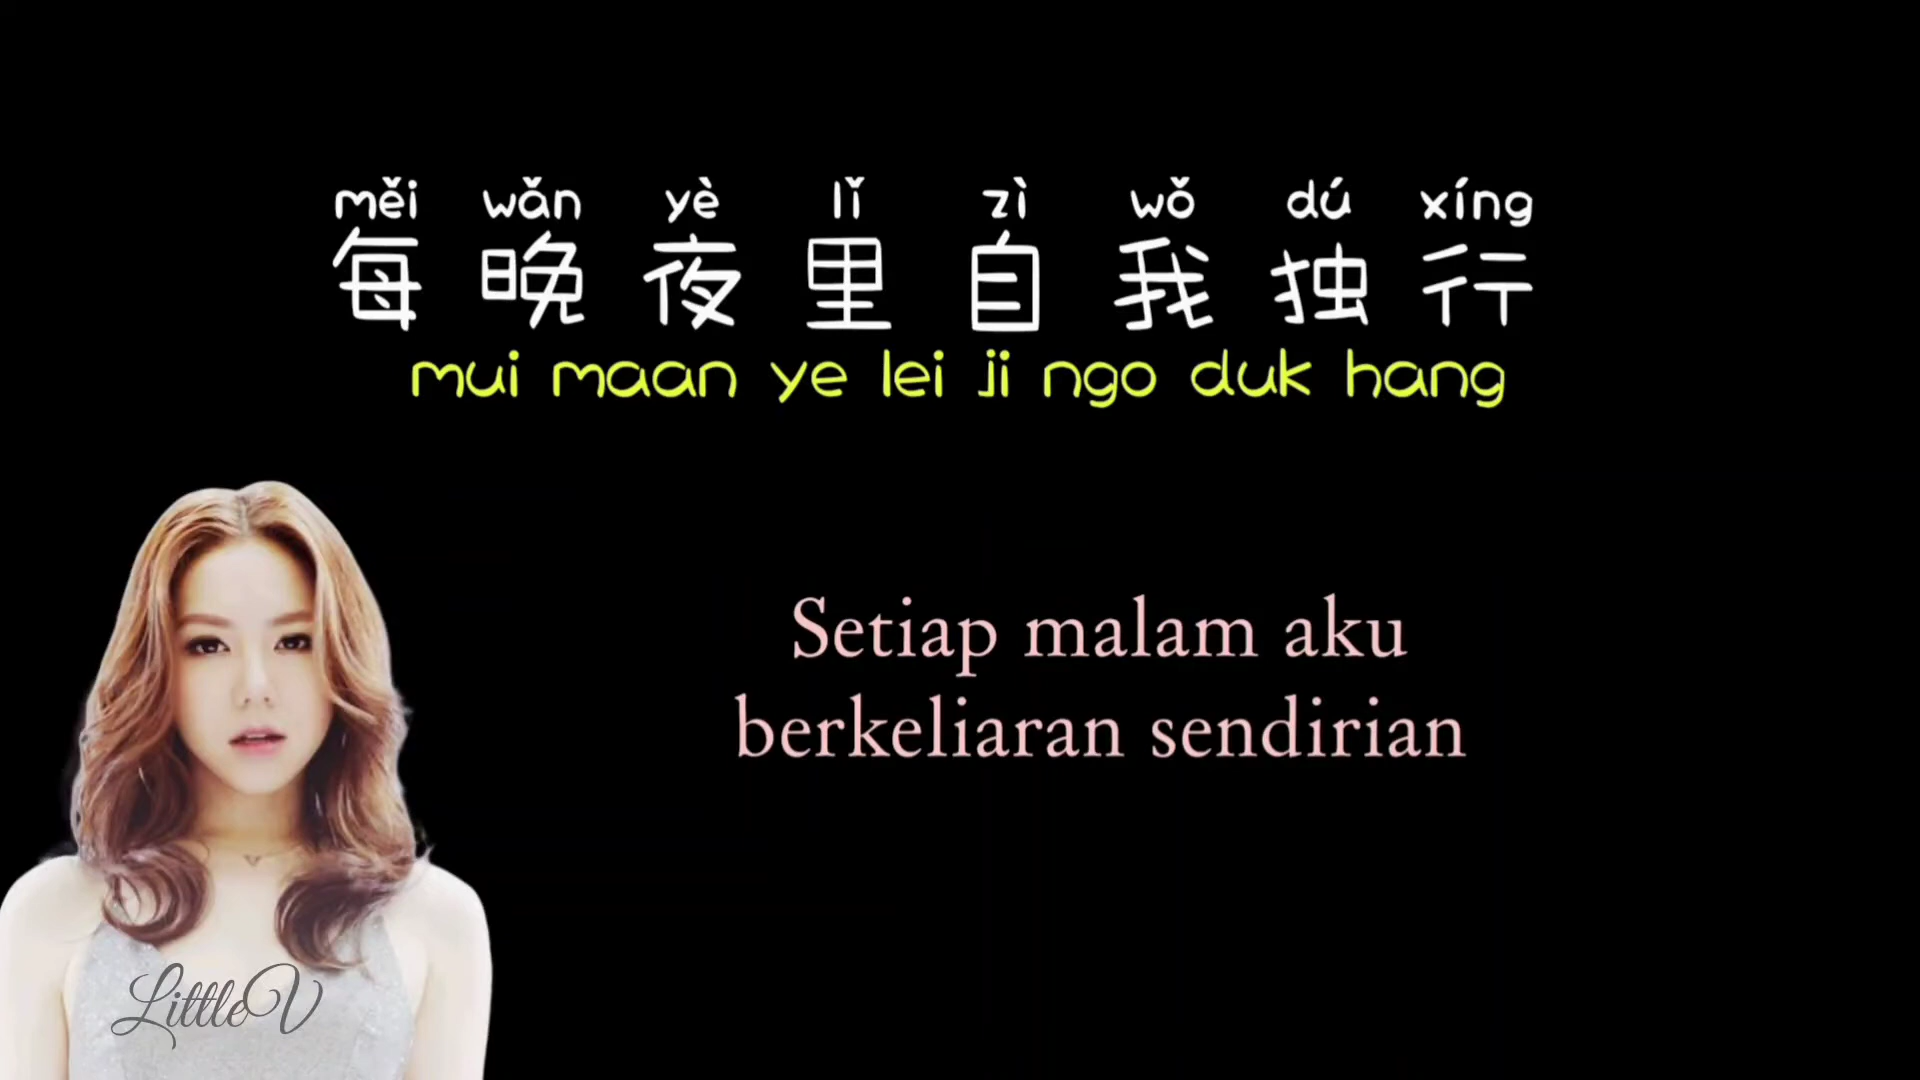 měi wǎn yè lǐ zì wǒ dú xíng
每晚夜里自我独行
mui maan ye lei ji ngo duk hang
Setiap malam aku
berkeliaran sendirian
LittleV